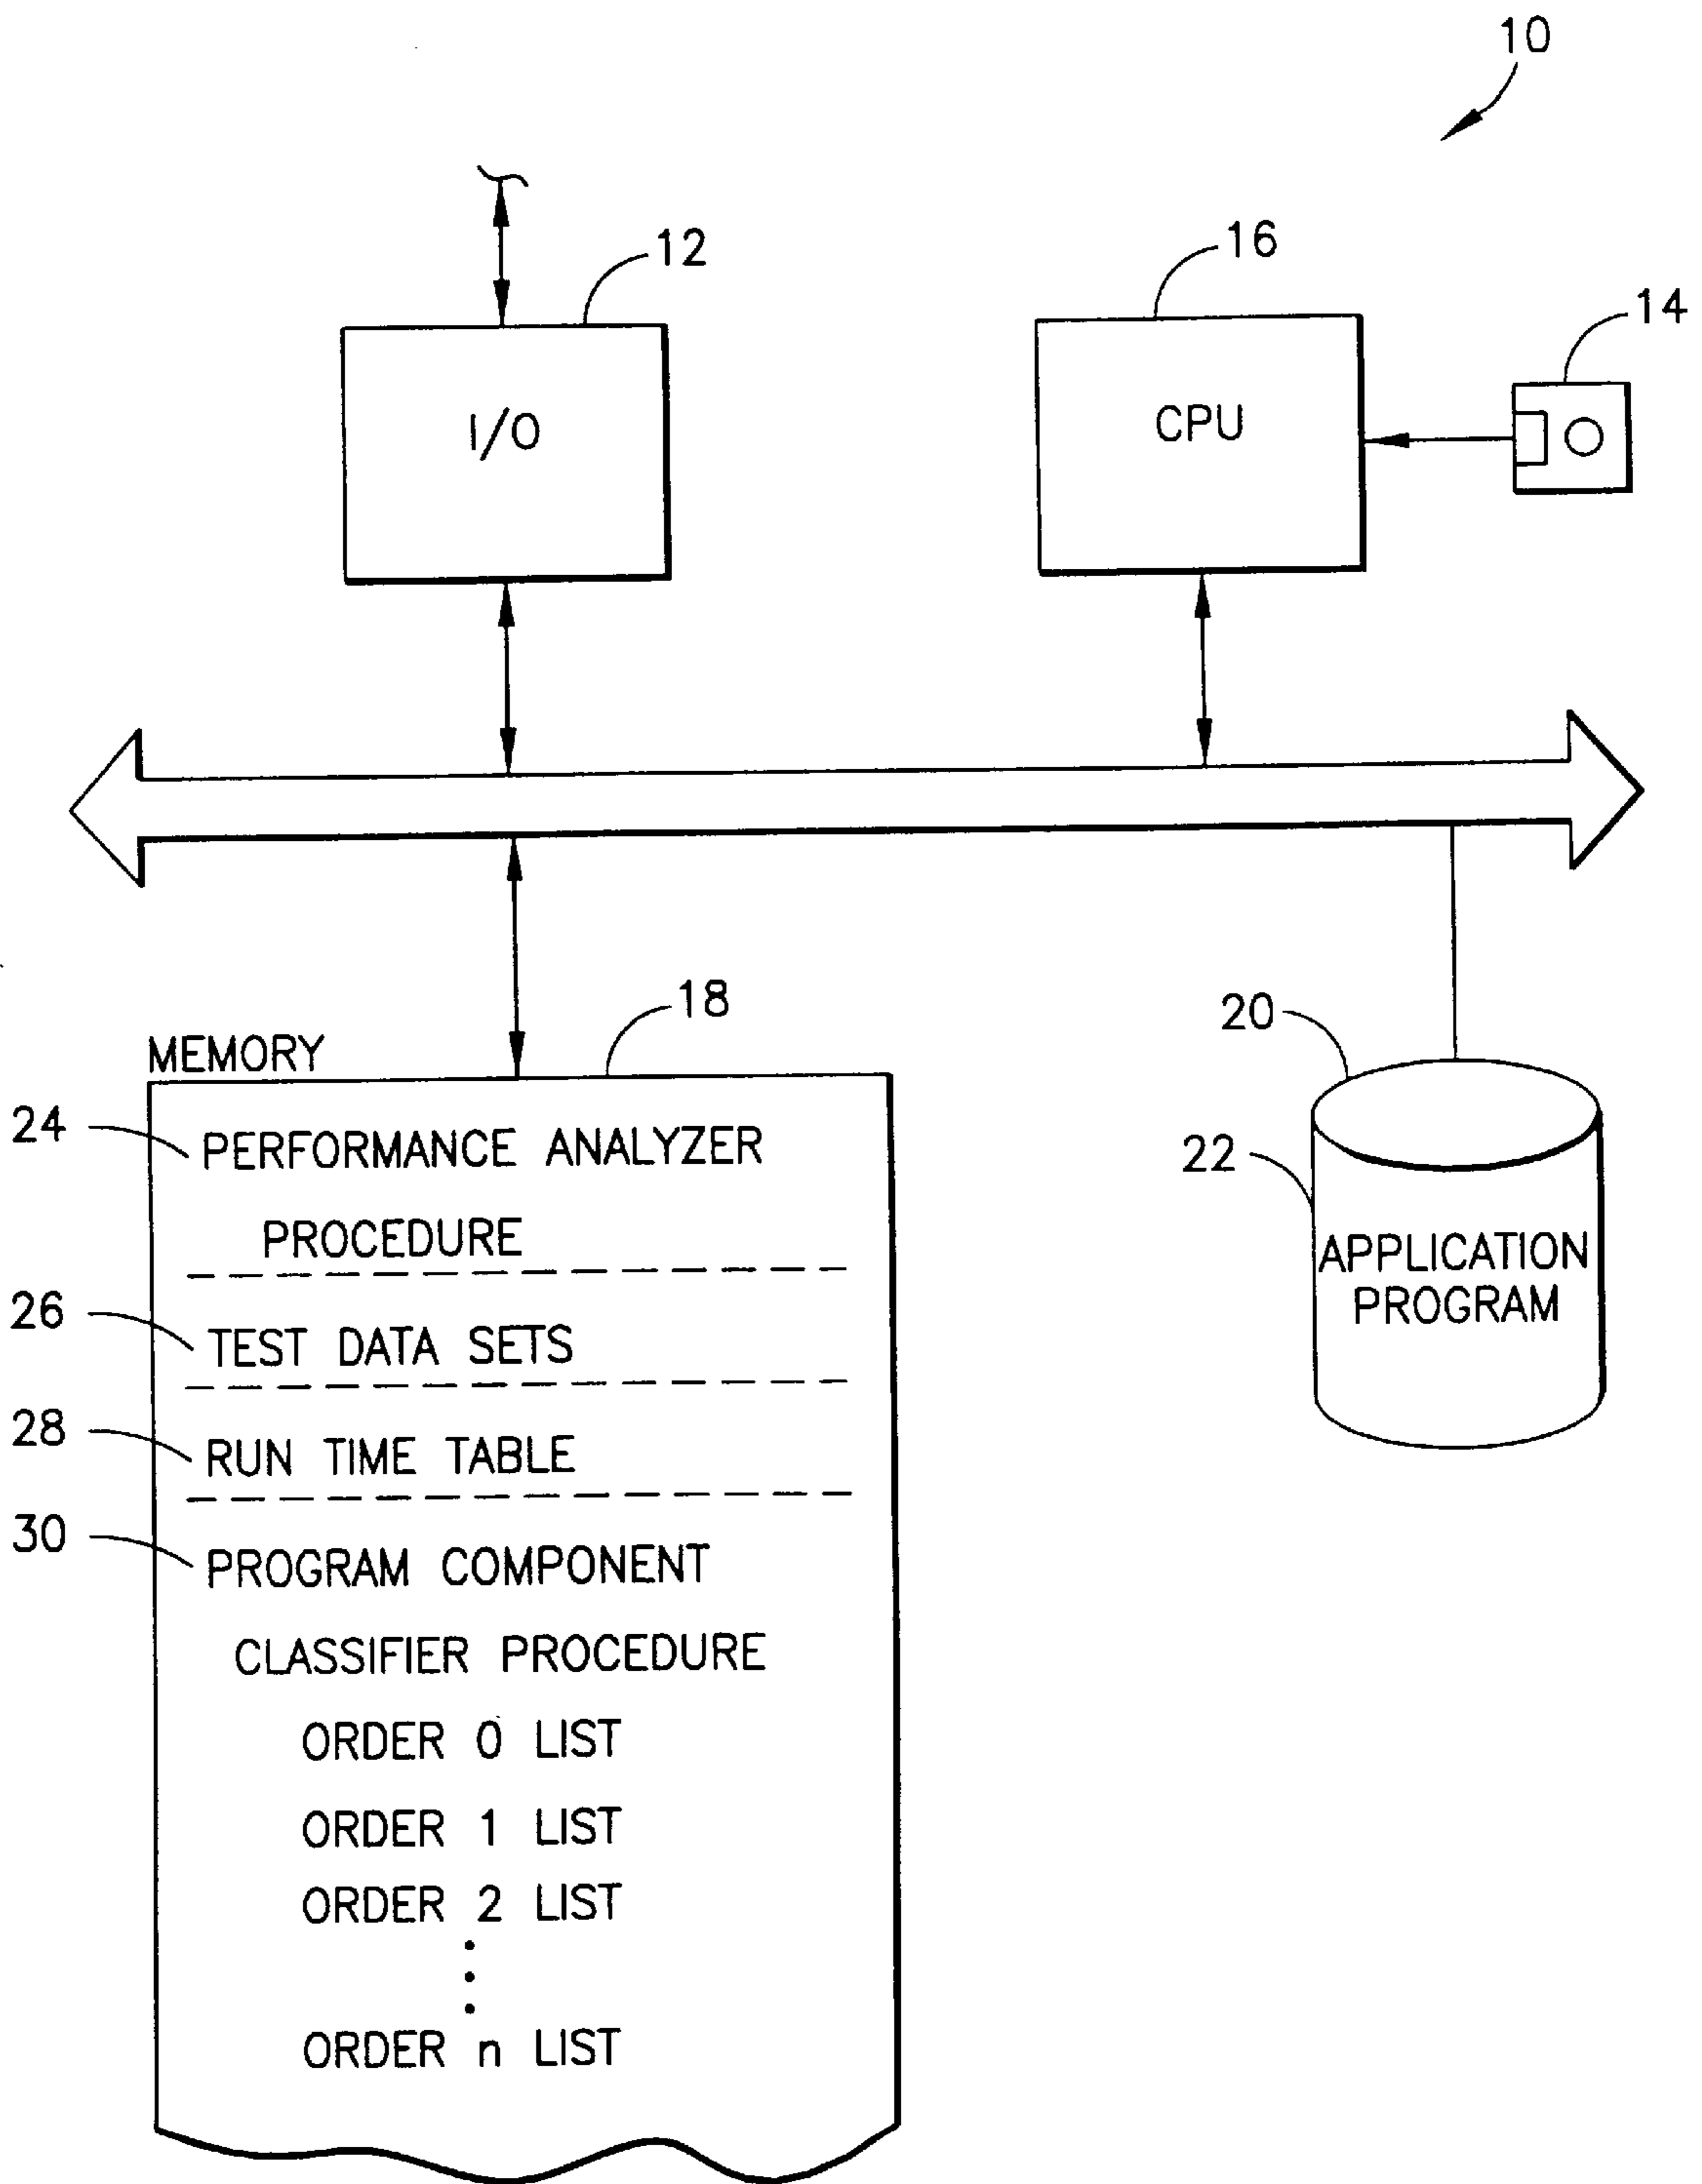 10
12
16
14
I/O
CPU
18
20
MEMORY
24
PERFORMANCE ANALYZER
22
PROCEDURE
APPLICATION
PROGRAM
26
TEST DATA SETS
28
RUN TIME TABLE
30
PROGRAM COMPONENT
CLASSIFIER PROCEDURE
ORDER 0 LIST
ORDER 1 LIST
ORDER 2 LIST
ORDER n LIST